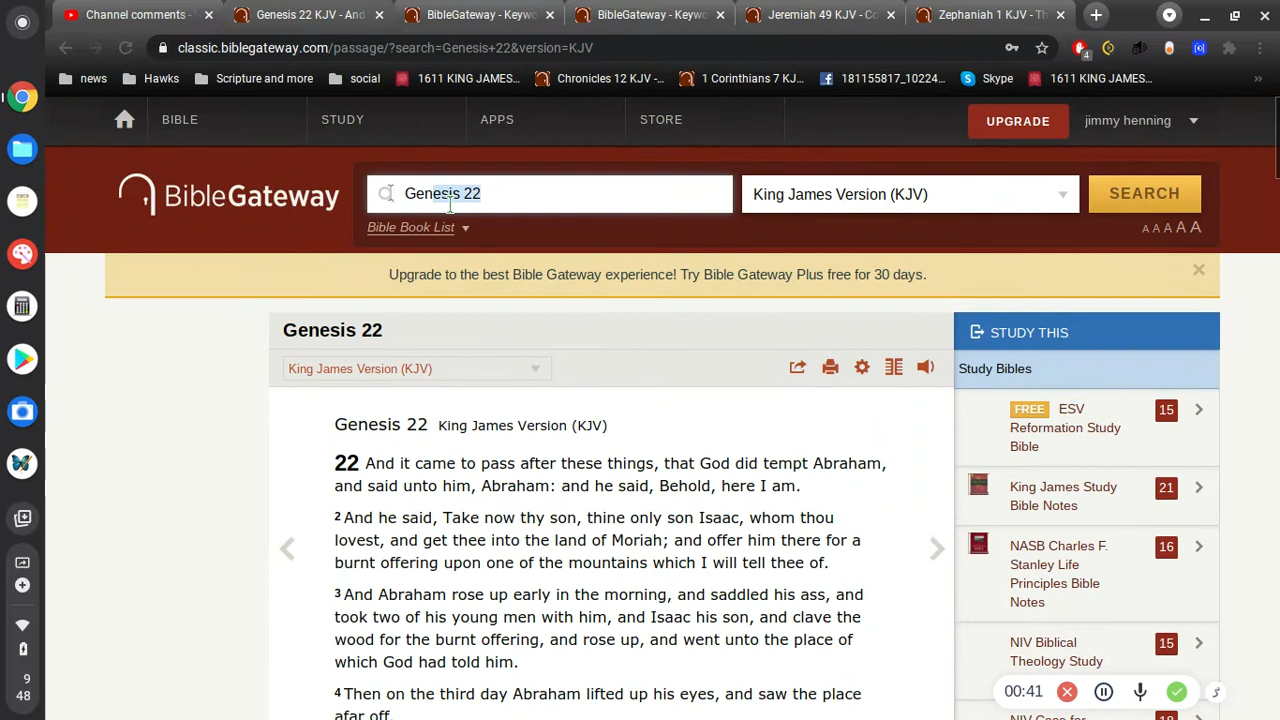 Channel comments -
Genesis 22 KJV - And
BibleGateway - Keywo
BibleGateway - Keywo
Jeremiah 49 KJV - Co
Zephaniah 1 KJV - Th
classic.biblegateway.com/passage/?search=Genesis+22&version=KJV
4
news
Hawks
Scripture and more
social
1611 KING JAMES...
Chronicles 12 KJV -...
1 Corinthians 7 KJ...
181155817_10224...
Skype
1611 KING JAMES...
»
BIBLE
STUDY
APPS
STORE
UPGRADE
jimmy henning
BibleGateway
Genesis 22
King James Version (KJV)
SEARCH
Bible Book List
A A A A A
Upgrade to the best Bible Gateway experience! Try Bible Gateway Plus free for 30 days.
Genesis 22
King James Version (KJV)
Genesis 22 King James Version (KJV)
22 And it came to pass after these things, that God did tempt Abraham,
and said unto him, Abraham: and he said, Behold, here I am.
2 And he said, Take now thy son, thine only son Isaac, whom thou
lovest, and get thee into the land of Moriah; and offer him there for a
burnt offering upon one of the mountains which I will tell thee of.
3 And Abraham rose up early in the morning, and saddled his ass, and
took two of his young men with him, and Isaac his son, and clave the
wood for the burnt offering, and rose up, and went unto the place of
which God had told him.
4 Then on the third day Abraham lifted up his eyes, and saw the place
afar off.
STUDY THIS
Study Bibles
FREE ESV
Reformation Study
Bible
15
King James Study
Bible Notes
21
NASB Charles F.
Stanley Life
Principles Bible
Notes
16
NIV Biblical
Theology Study
15
NIV Case for
18
00:41
9
48